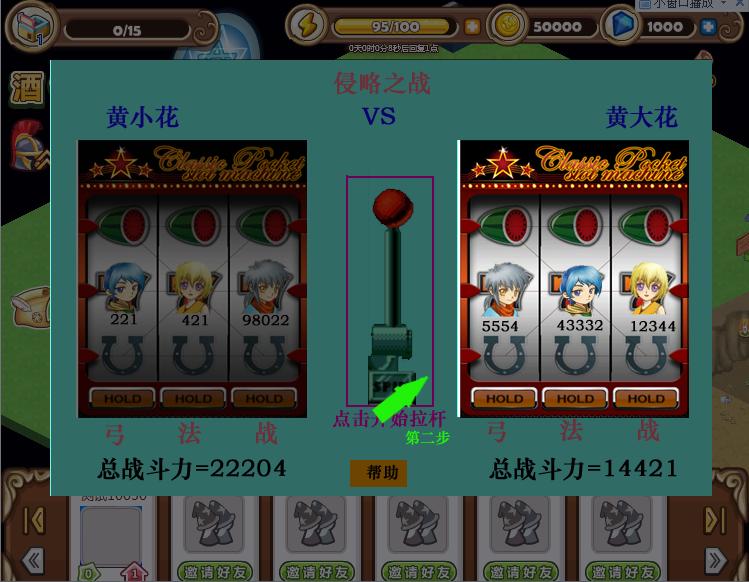 小窗口播放
1
0/15
95/100
50000
1000
0天0时0分8秒后回复1点
酒
侵略之战
黄小花
VS
黄大花
Classic Pocket
slot machine
Classic Pocket
slot machine
221
421
98022
5554
43332
12344
HOLD
HOLD
HOLD
HOLD
HOLD
HOLD
点击开始拉杆
第二步
弓
法
战
弓
法
战
总战斗力=22204
帮助
总战斗力=14421
0
1
邀请好友
邀请好友
邀请好友
邀请好友
邀请好友